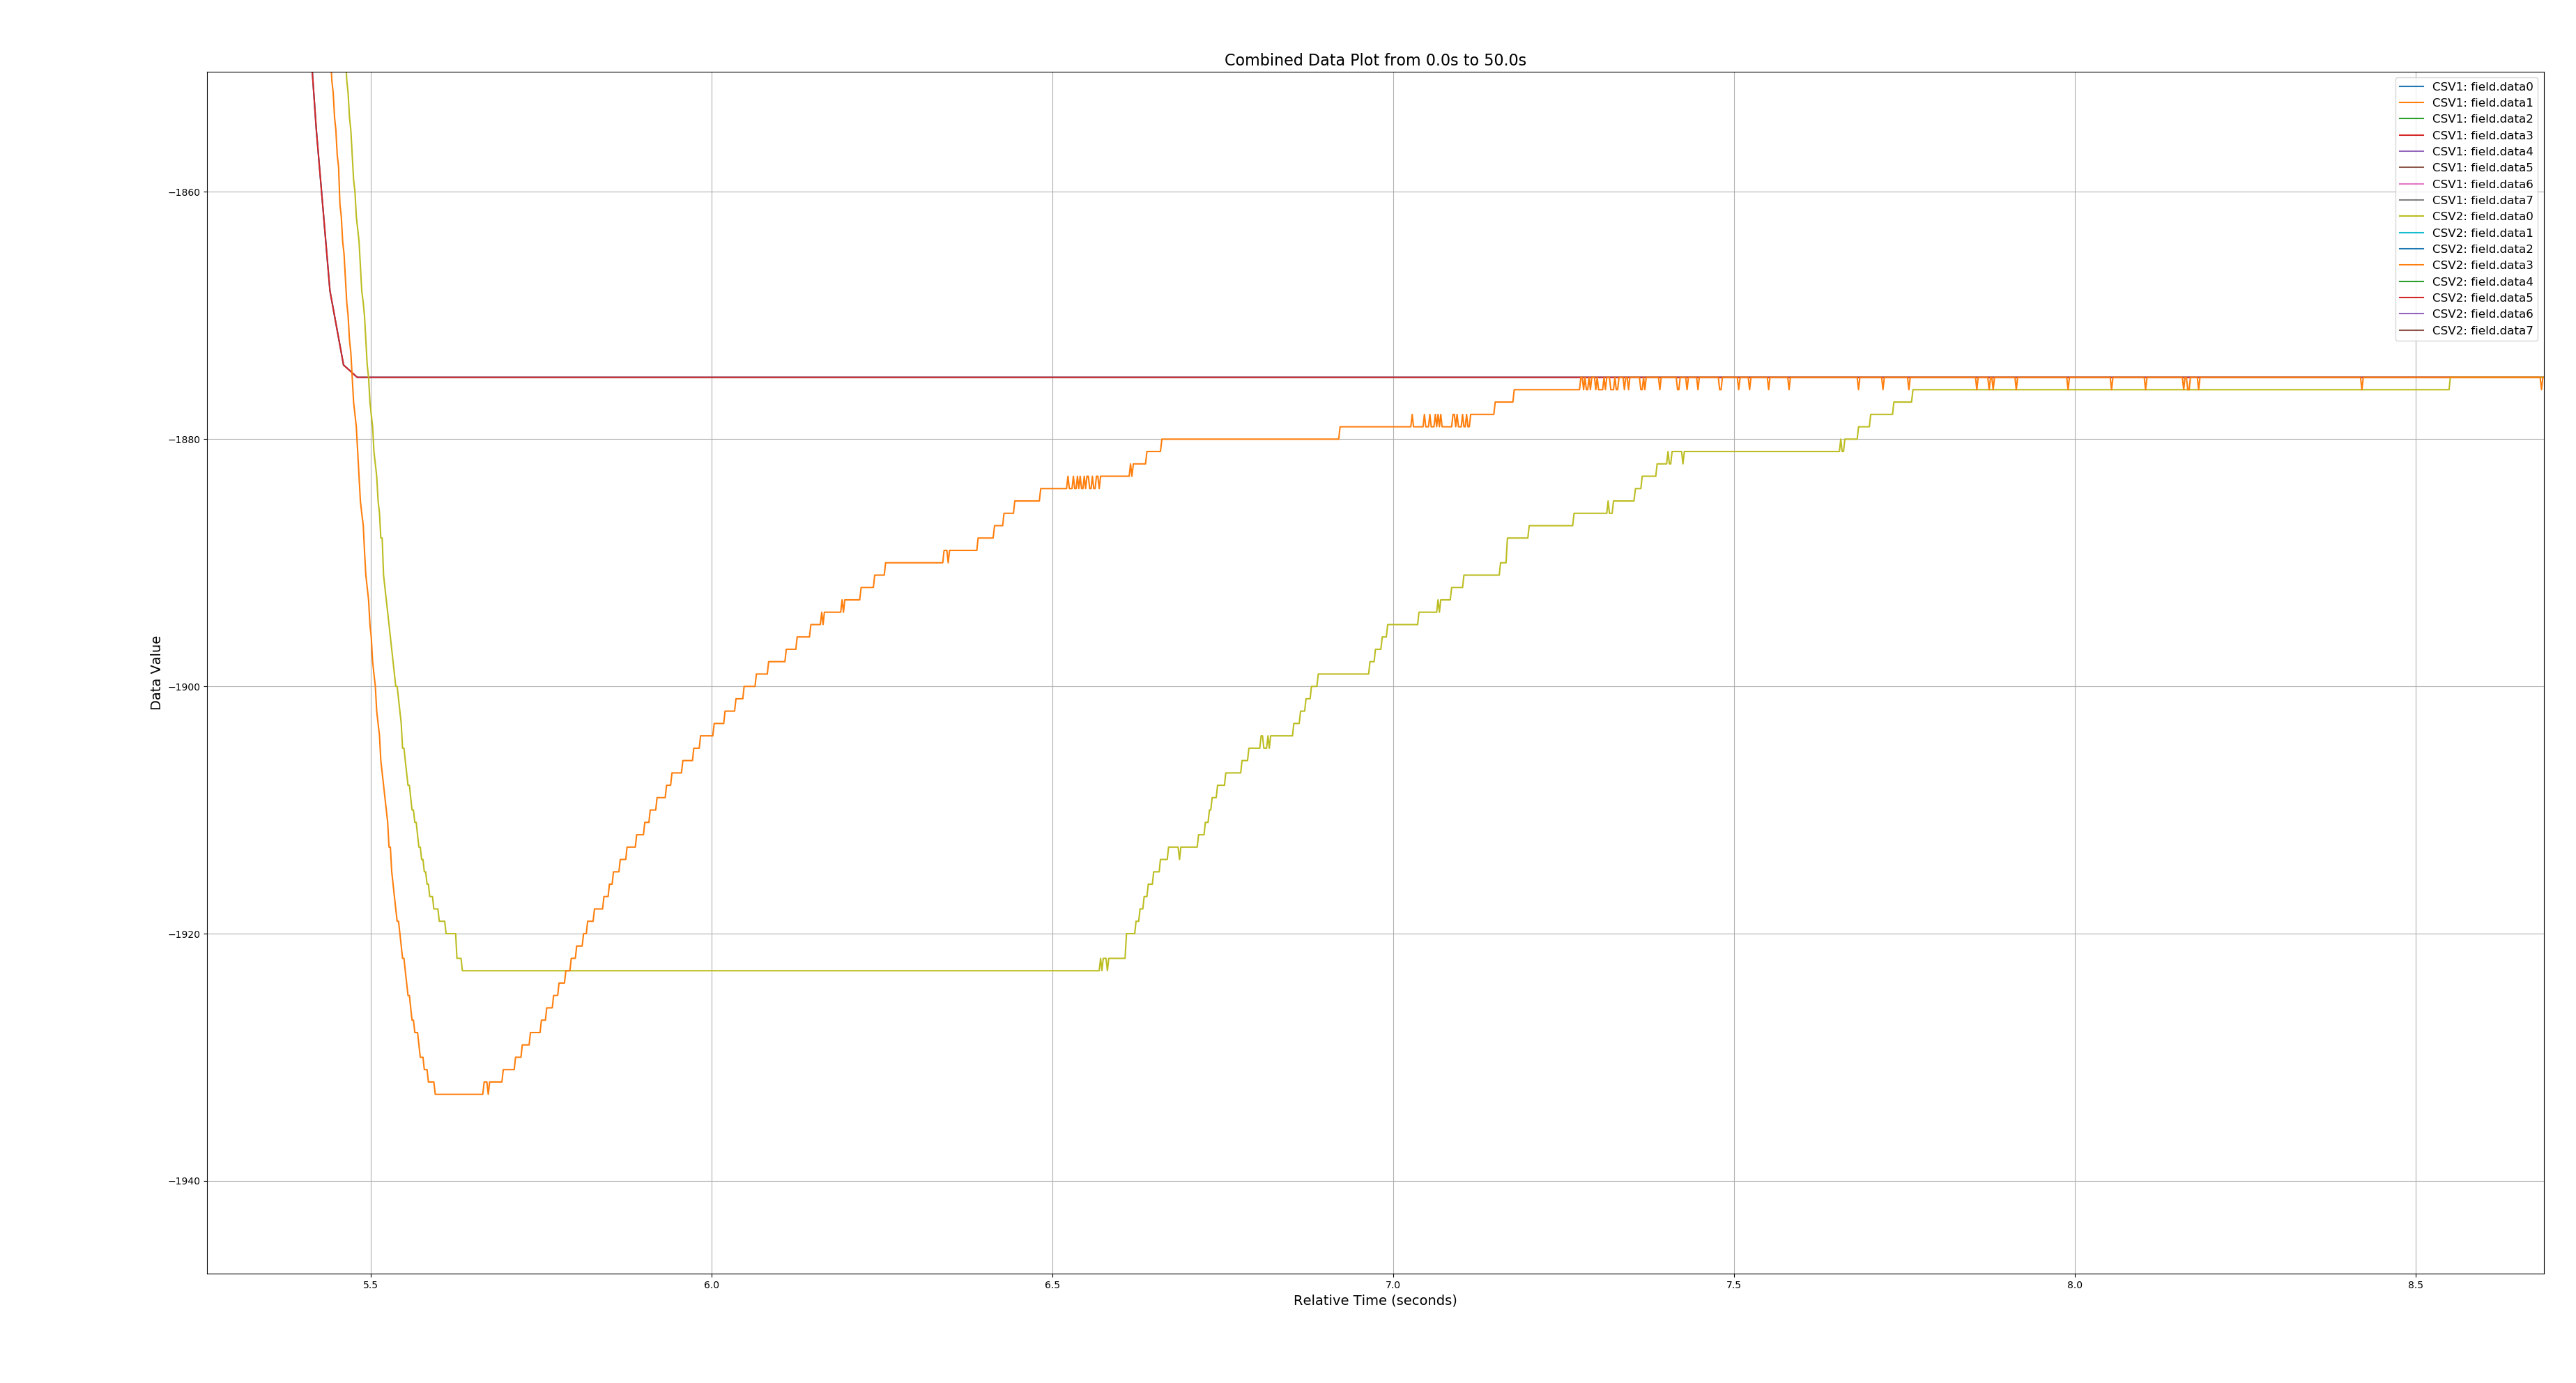 Combined Data Plot from 0.0s to 50.0s
CSV1: field.data0
CSV1: field.data1
CSV1: field.data2
CSV1: field.data3
CSV1: field.data4
CSV1: field.data5
CSV1: field.data6
CSV1: field.data7
CSV2: field.data0
CSV2: field.data1
CSV2: field.data2
CSV2: field.data3
CSV2: field.data4
CSV2: field.data5
CSV2: field.data6
CSV2: field.data7
Data Value
−1860
−1880
−1900
−1920
−1940
5.5
6.0
6.5
7.0
7.5
8.0
8.5
Relative Time (seconds)